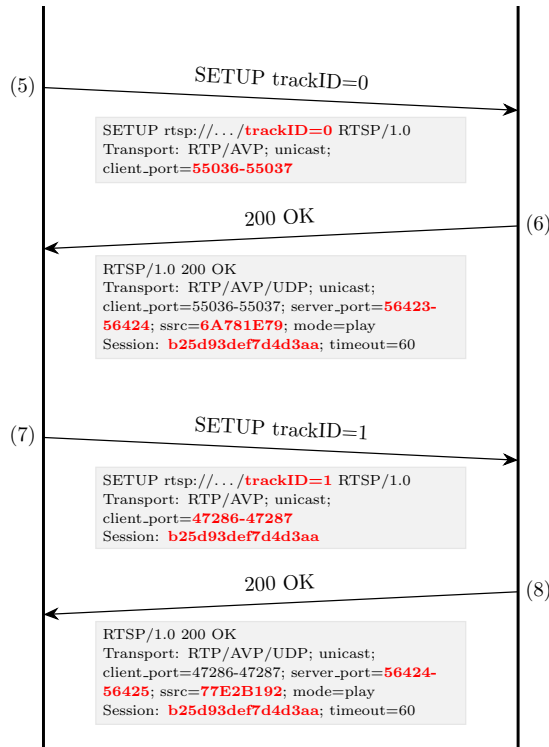 SETUP trackID=0
(5)
SETUP rtsp://.../trackID=0 RTSP/1.0
Transport: RTP/AVP; unicast;
client_port=55036-55037
200 OK
(6)
RTSP/1.0 200 OK
Transport: RTP/AVP/UDP; unicast;
client_port=55036-55037; server_port=56423-
56424; ssrc=6A781E79; mode=play
Session: b25d93def7d4d3aa; timeout=60
SETUP trackID=1
(7)
SETUP rtsp://.../trackID=1 RTSP/1.0
Transport: RTP/AVP; unicast;
client_port=47286-47287
Session: b25d93def7d4d3aa
200 OK
(8)
RTSP/1.0 200 OK
Transport: RTP/AVP/UDP; unicast;
client_port=47286-47287; server_port=56424-
56425; ssrc=77E2B192; mode=play
Session: b25d93def7d4d3aa; timeout=60